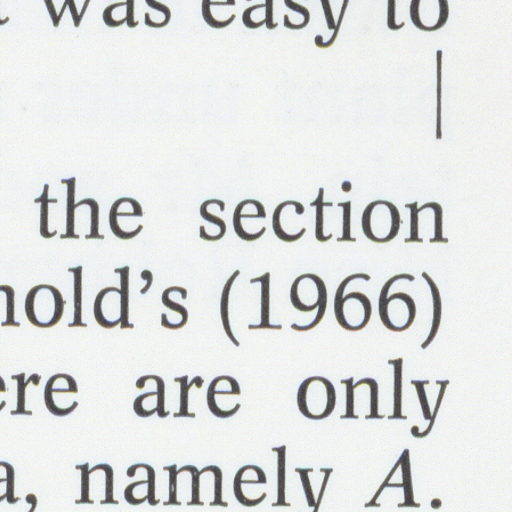 was easy to
the section
nold's (1966)
ere are only
a, namely A.